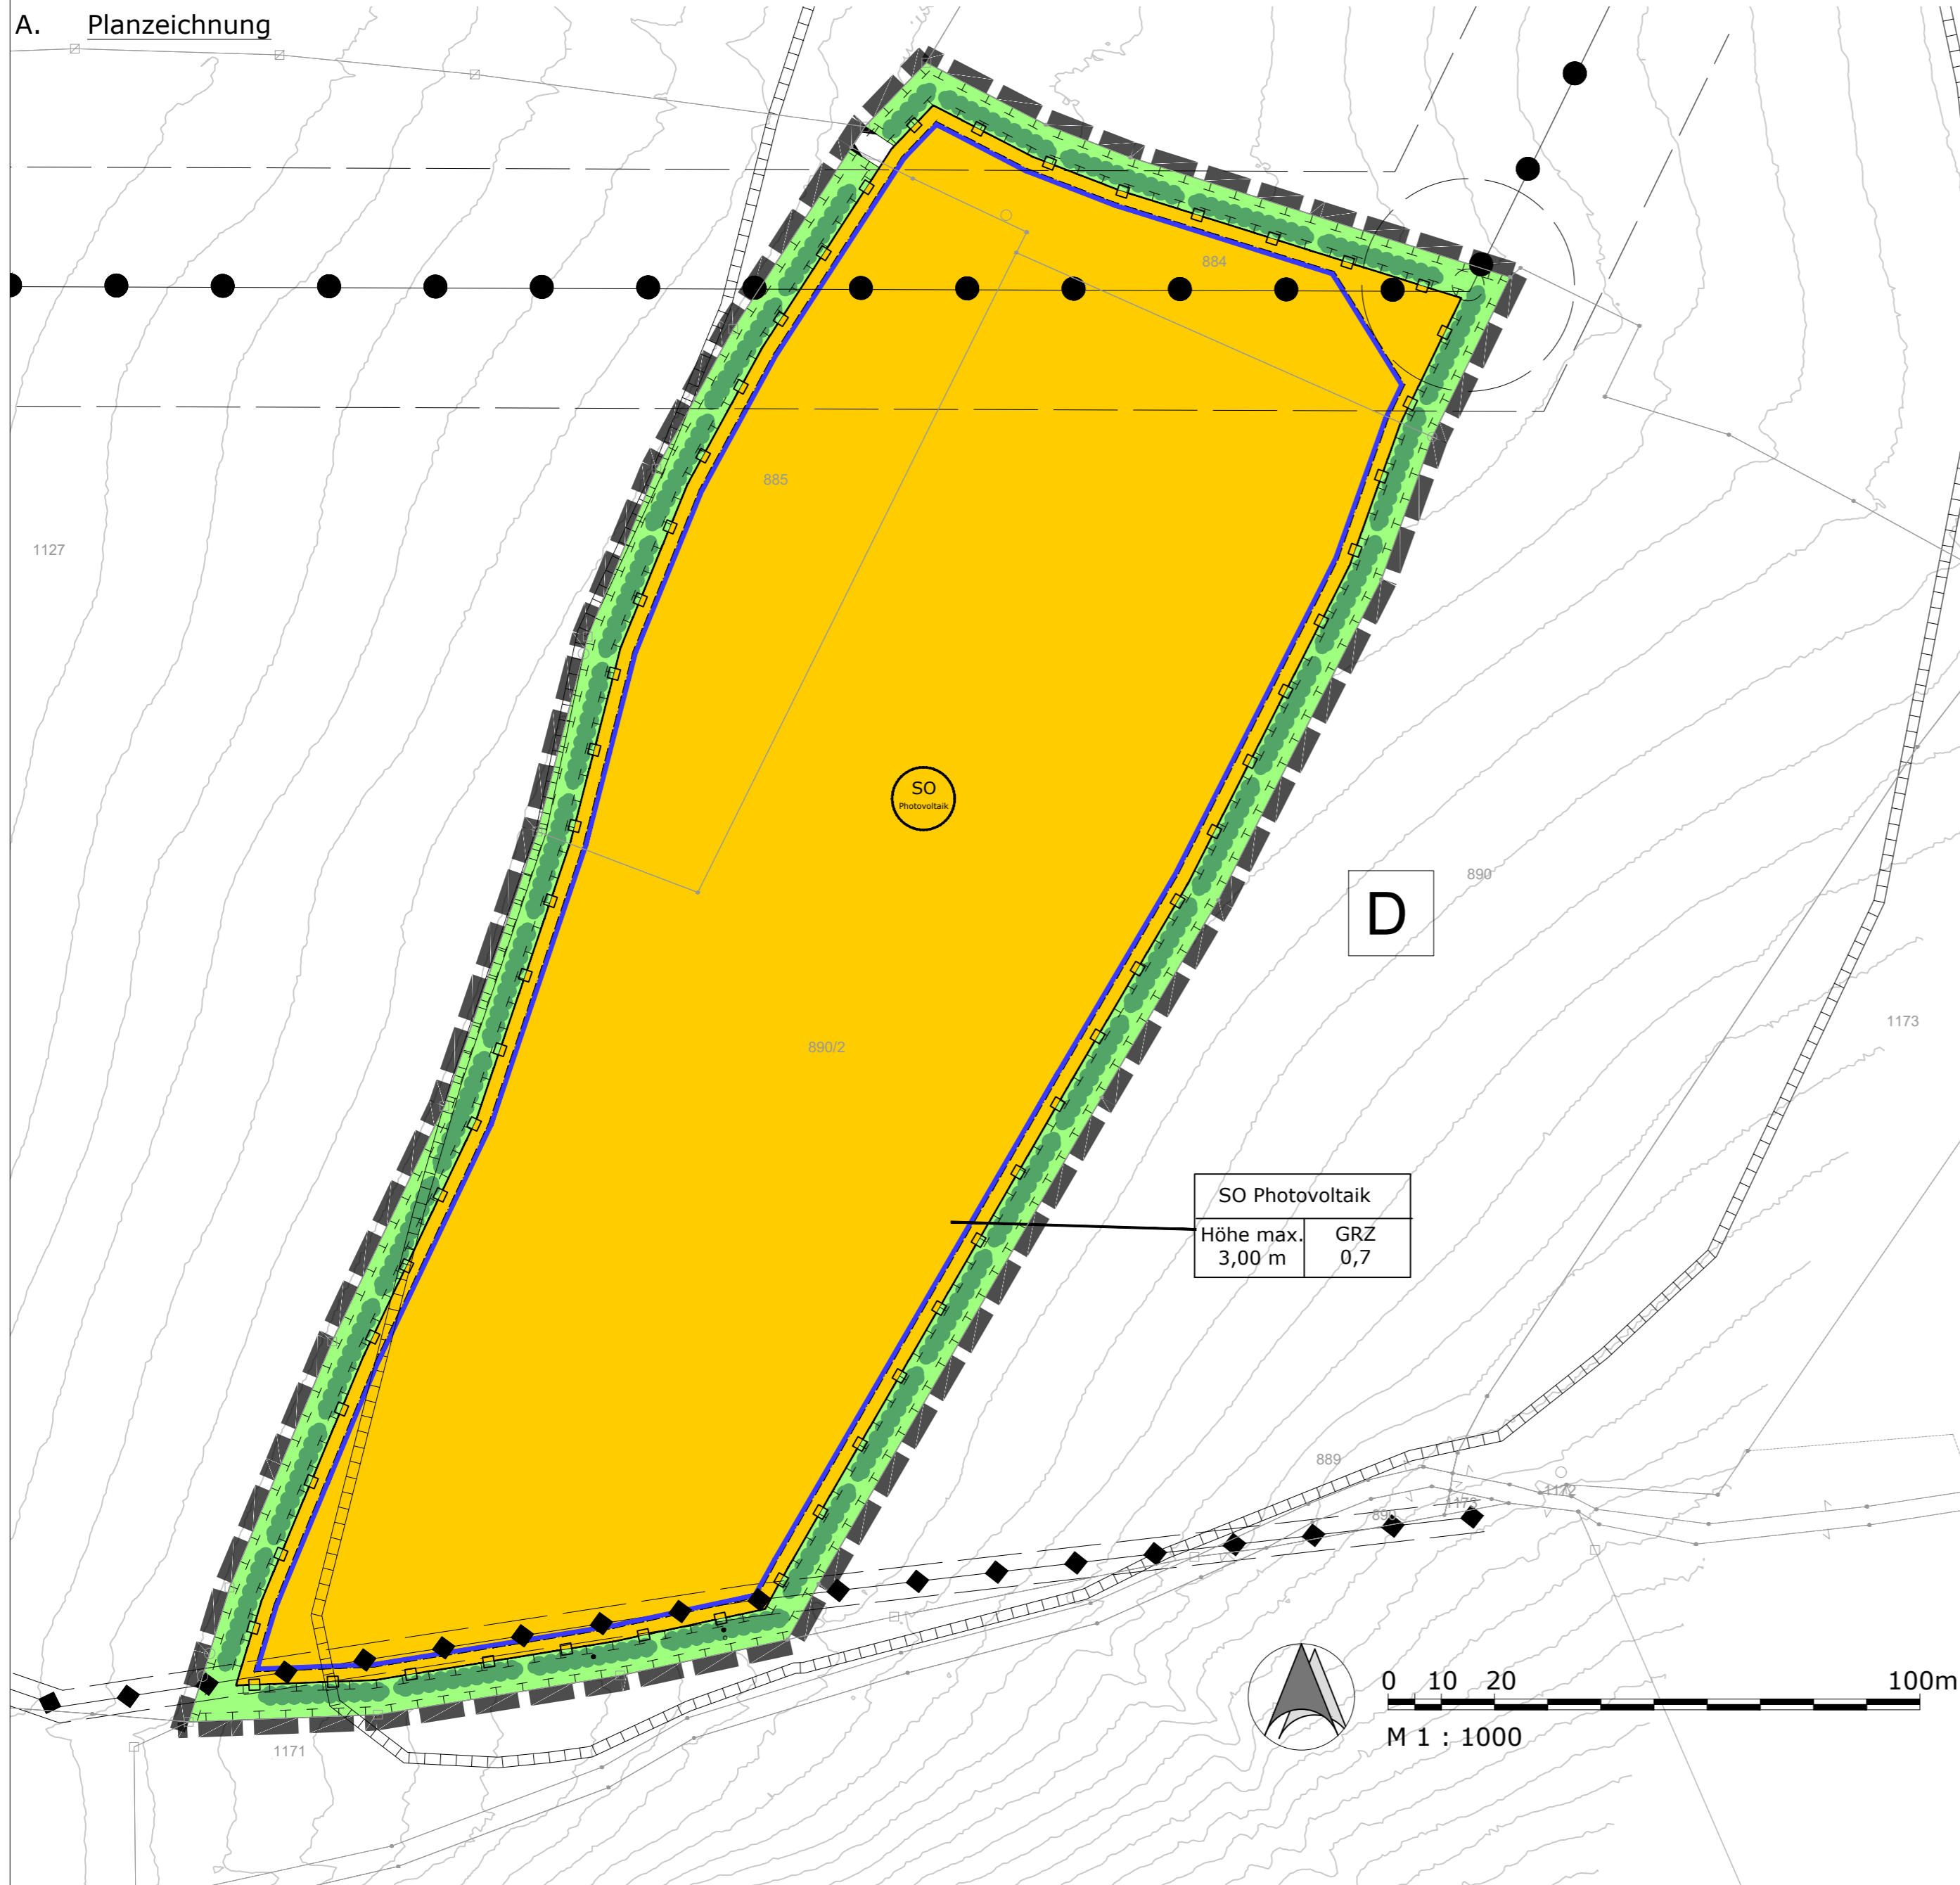 A. Planzeichnung
884
885
1127
SO
Photovoltaik
890
D
1173
890/2
SO Photovoltaik
Höhe max. GRZ
3,00 m 0,7
889
1173
0 10 20 100m
M 1 : 1000
1171